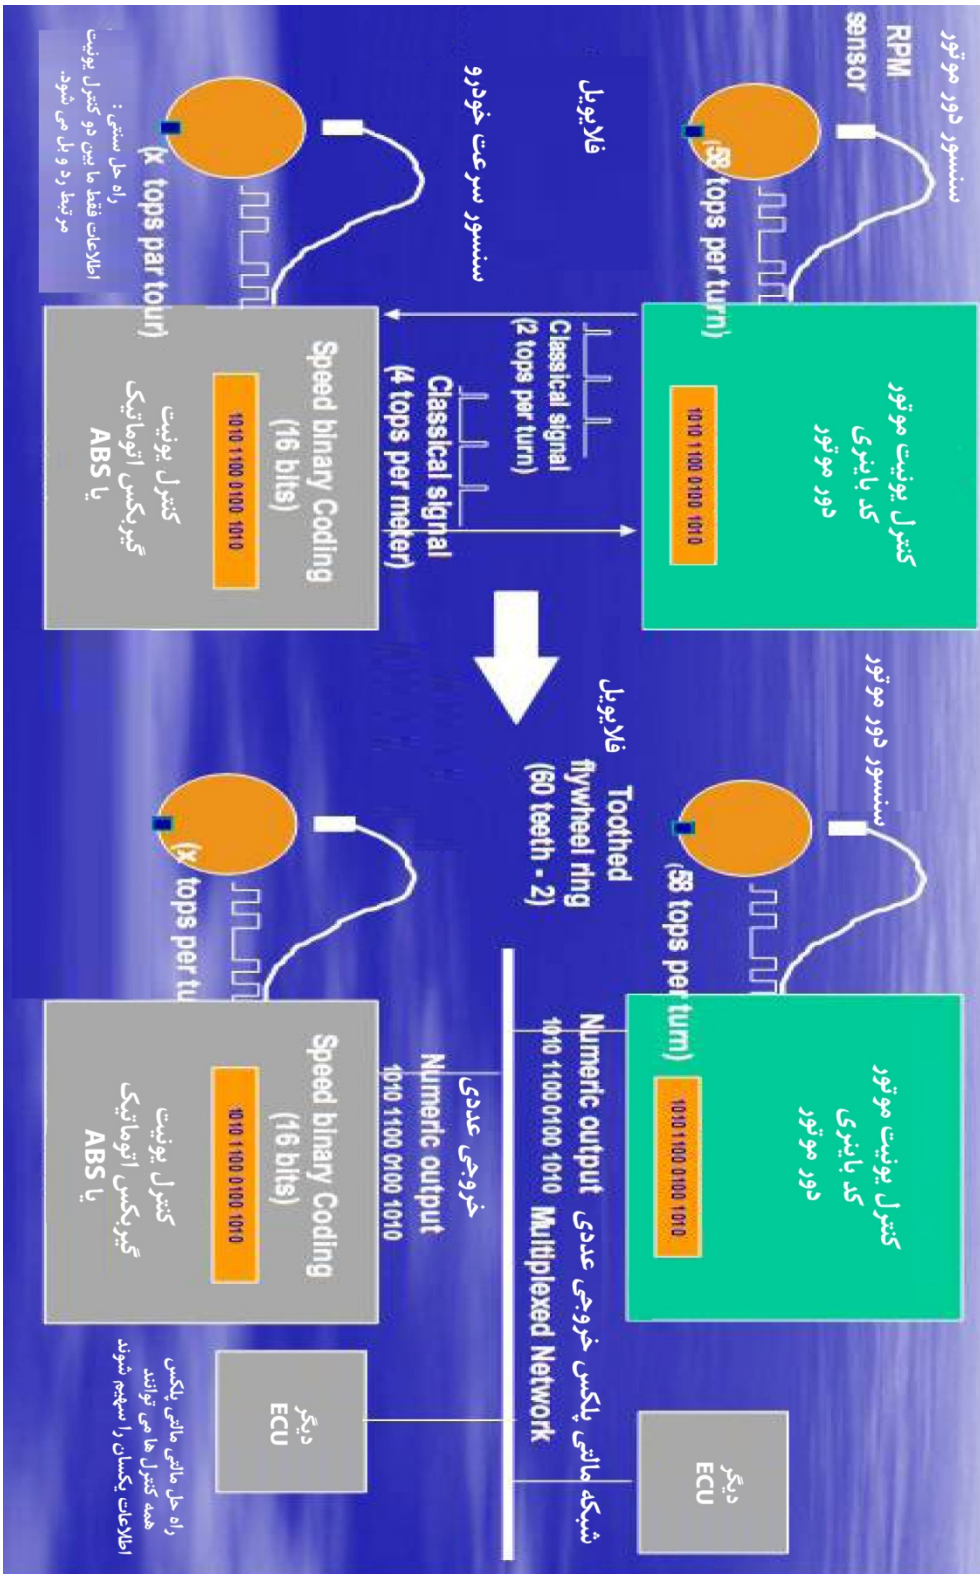 سنسور دور موتور
RPM
sensor
(58 tops per turn)
فلایویل
سنسور سرعت خودرو
(x tops par tour)
راه حل سنتی :
اطلاعات فقط ما بین دو کنترل یونیت
مرتبط رد و بل می شود.
کنترل یونیت موتور
کد باینری
دور موتور
1010 1100 0100 1010
Classical signal
(2 tops per turn)
Classical signal
(4 tops per meter)
Speed binary Coding
(16 bits)
1010 1100 0100 1010
کنترل یونیت
گیربکس اتوماتیک
یا ABS
سنسور دور موتور
(58 tops per turn)
فلایویل
Toothed
flywheel ring
(60 teeth - 2)
(x tops per tu
کنترل یونیت موتور
کد باینری
دور موتور
1010 1100 0100 1010
Numeric output
1010 1100 0100 1010
شبکه مالتی پلکس خروجی عددی
Multiplexed Network
خروجی عددی
Numeric output
1010 1100 0100 1010
Speed binary Coding
(16 bits)
1010 1100 0100 1010
کنترل یونیت
گیربکس اتوماتیک
یا ABS
دیگر
ECU
دیگر
ECU
راه حل مالتی مالتی پلکس
همه کنترل ها می توانند
اطلاعات یکسان را سهیم شوند